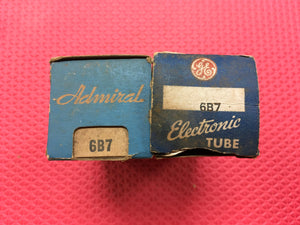 Admiral
6B7
GE
6B7
Electronic
TUBE